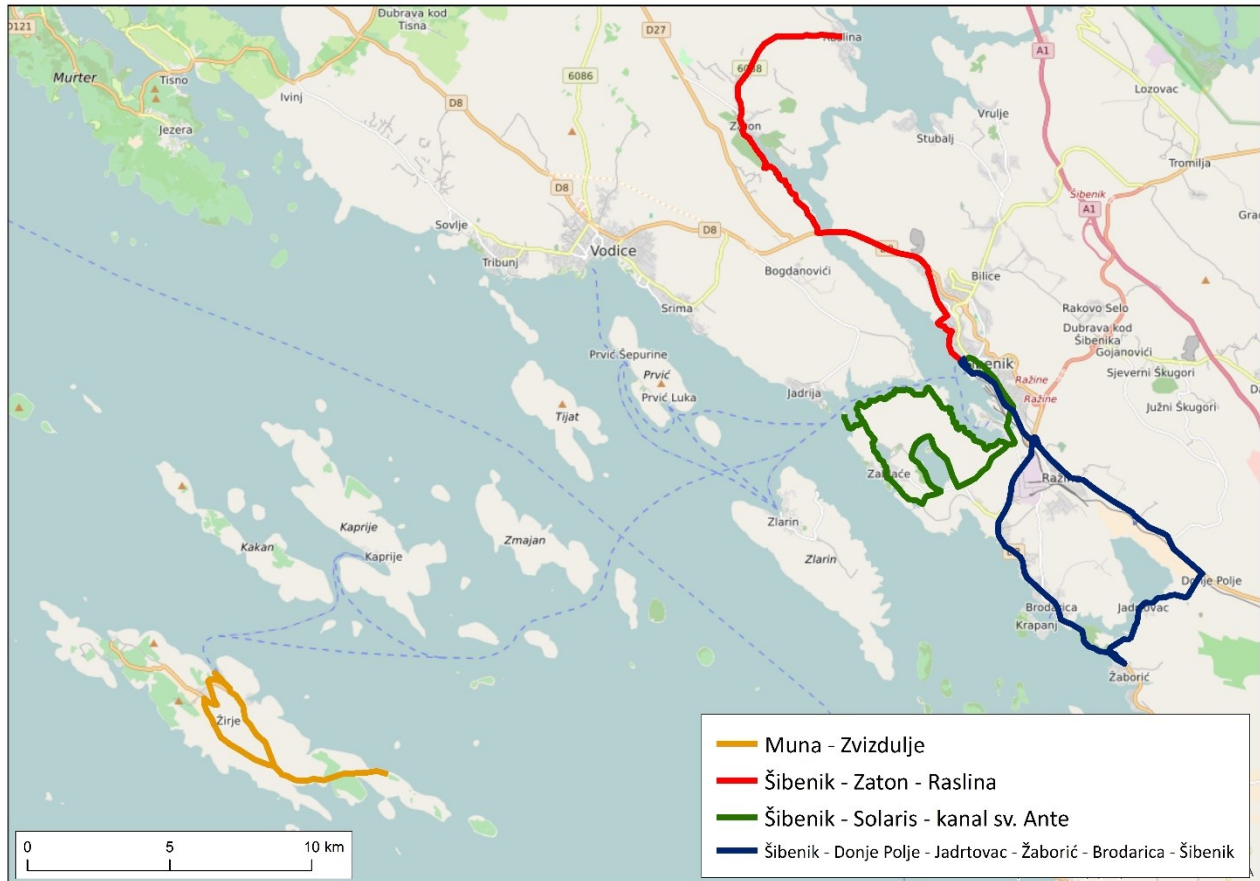 D121
Dubrava kod
Tisna
D27
A1
Murter
Tisno
Ivinj
6086
D8
Jezera
Zaton
Raslina
Vrulje
Stubalj
Lozovac
Tromilja
Šibenik
A1
D8
Sovlje
Tribunj
Vodice
D8
Srima
Bogdanovići
Bilice
Rakovo Selo
Dubrava kod
Šibenika
Gojanovići
Sjeverni Škugori
Južni Škugori
Prvić Šepurine
Prvić
Prvić Luka
Tijat
Jadrija
Šibenik
Ražine
Ražine
Ražine
Zlarin
Zlarin
Kaprije
Kaprije
Kakan
Zmajan
Brodarica
Krapanj
Jadrtovac
Donje Polje
Žaborić
Žirje
Muna - Zvizdulje
Šibenik - Zaton - Raslina
Šibenik - Solaris - kanal sv. Ante
Šibenik - Donje Polje - Jadrtovac - Žaborić - Brodarica - Šibenik
0 5 10 km